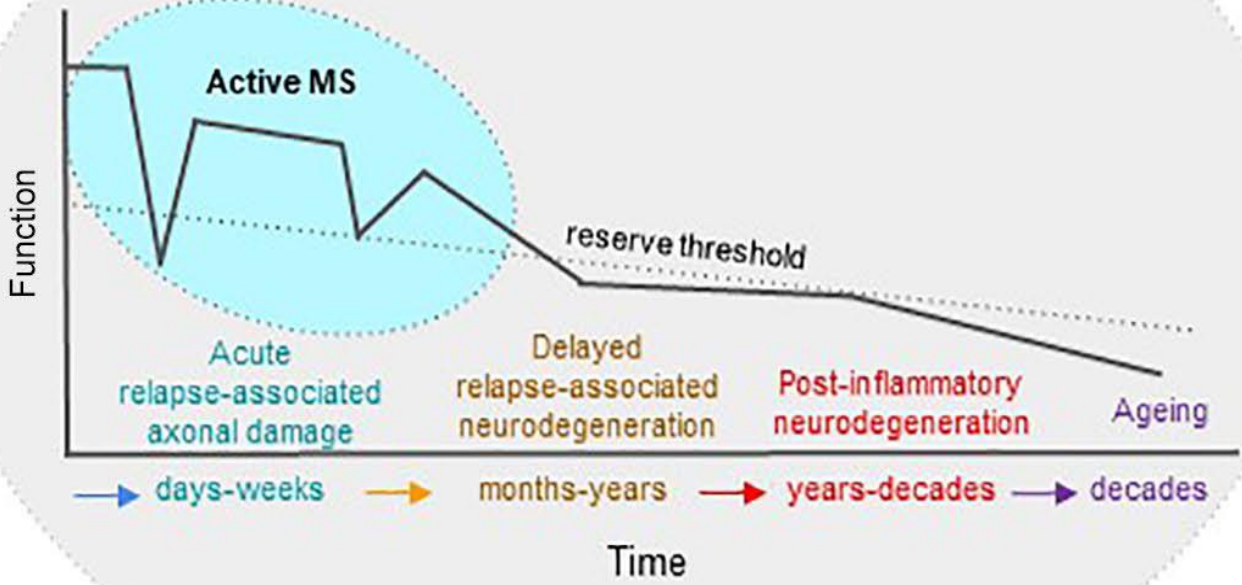 Active MS
Function
reserve threshold
Acute
relapse-associated
axonal damage
Delayed
relapse-associated
neurodegeneration
Post-inflammatory
neurodegeneration
Ageing
days-weeks
months-years
years-decades
decades
Time